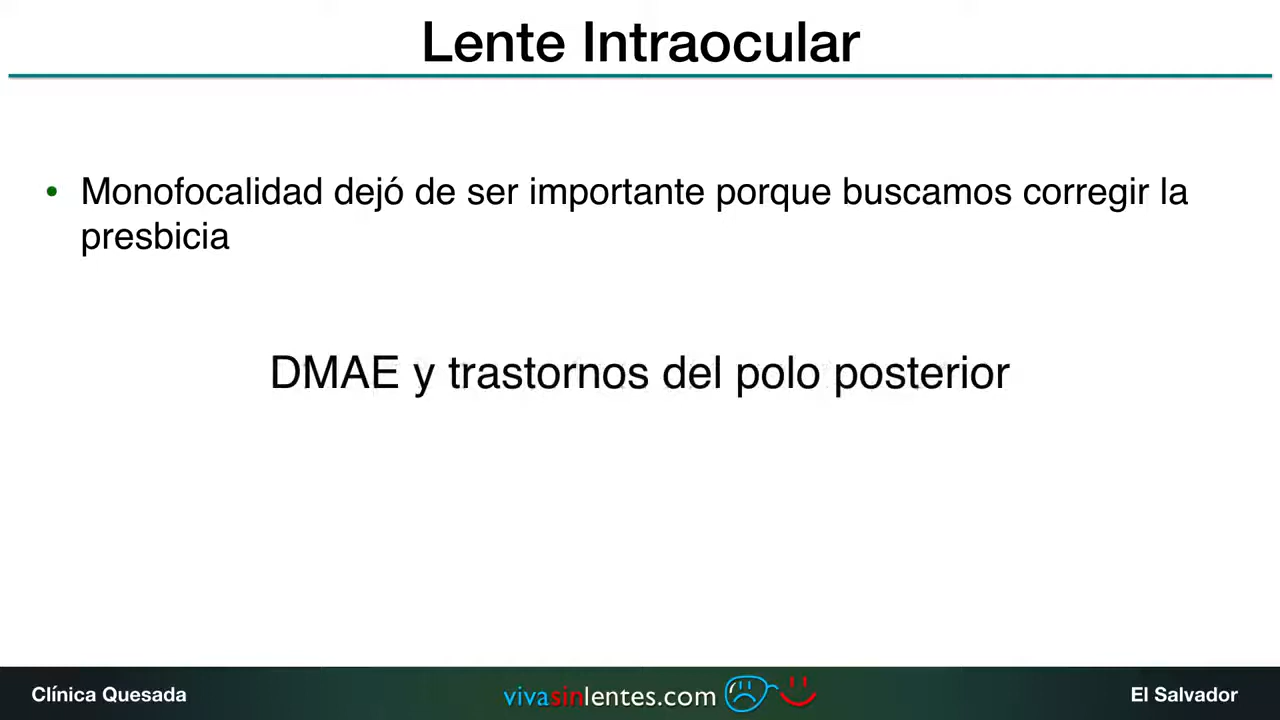 Lente Intraocular
• Monofocalidad dejó de ser importante porque buscamos corregir la
presbicia
DMAE y trastornos del polo posterior
Clínica Quesada
vivasinlentes.com
El Salvador